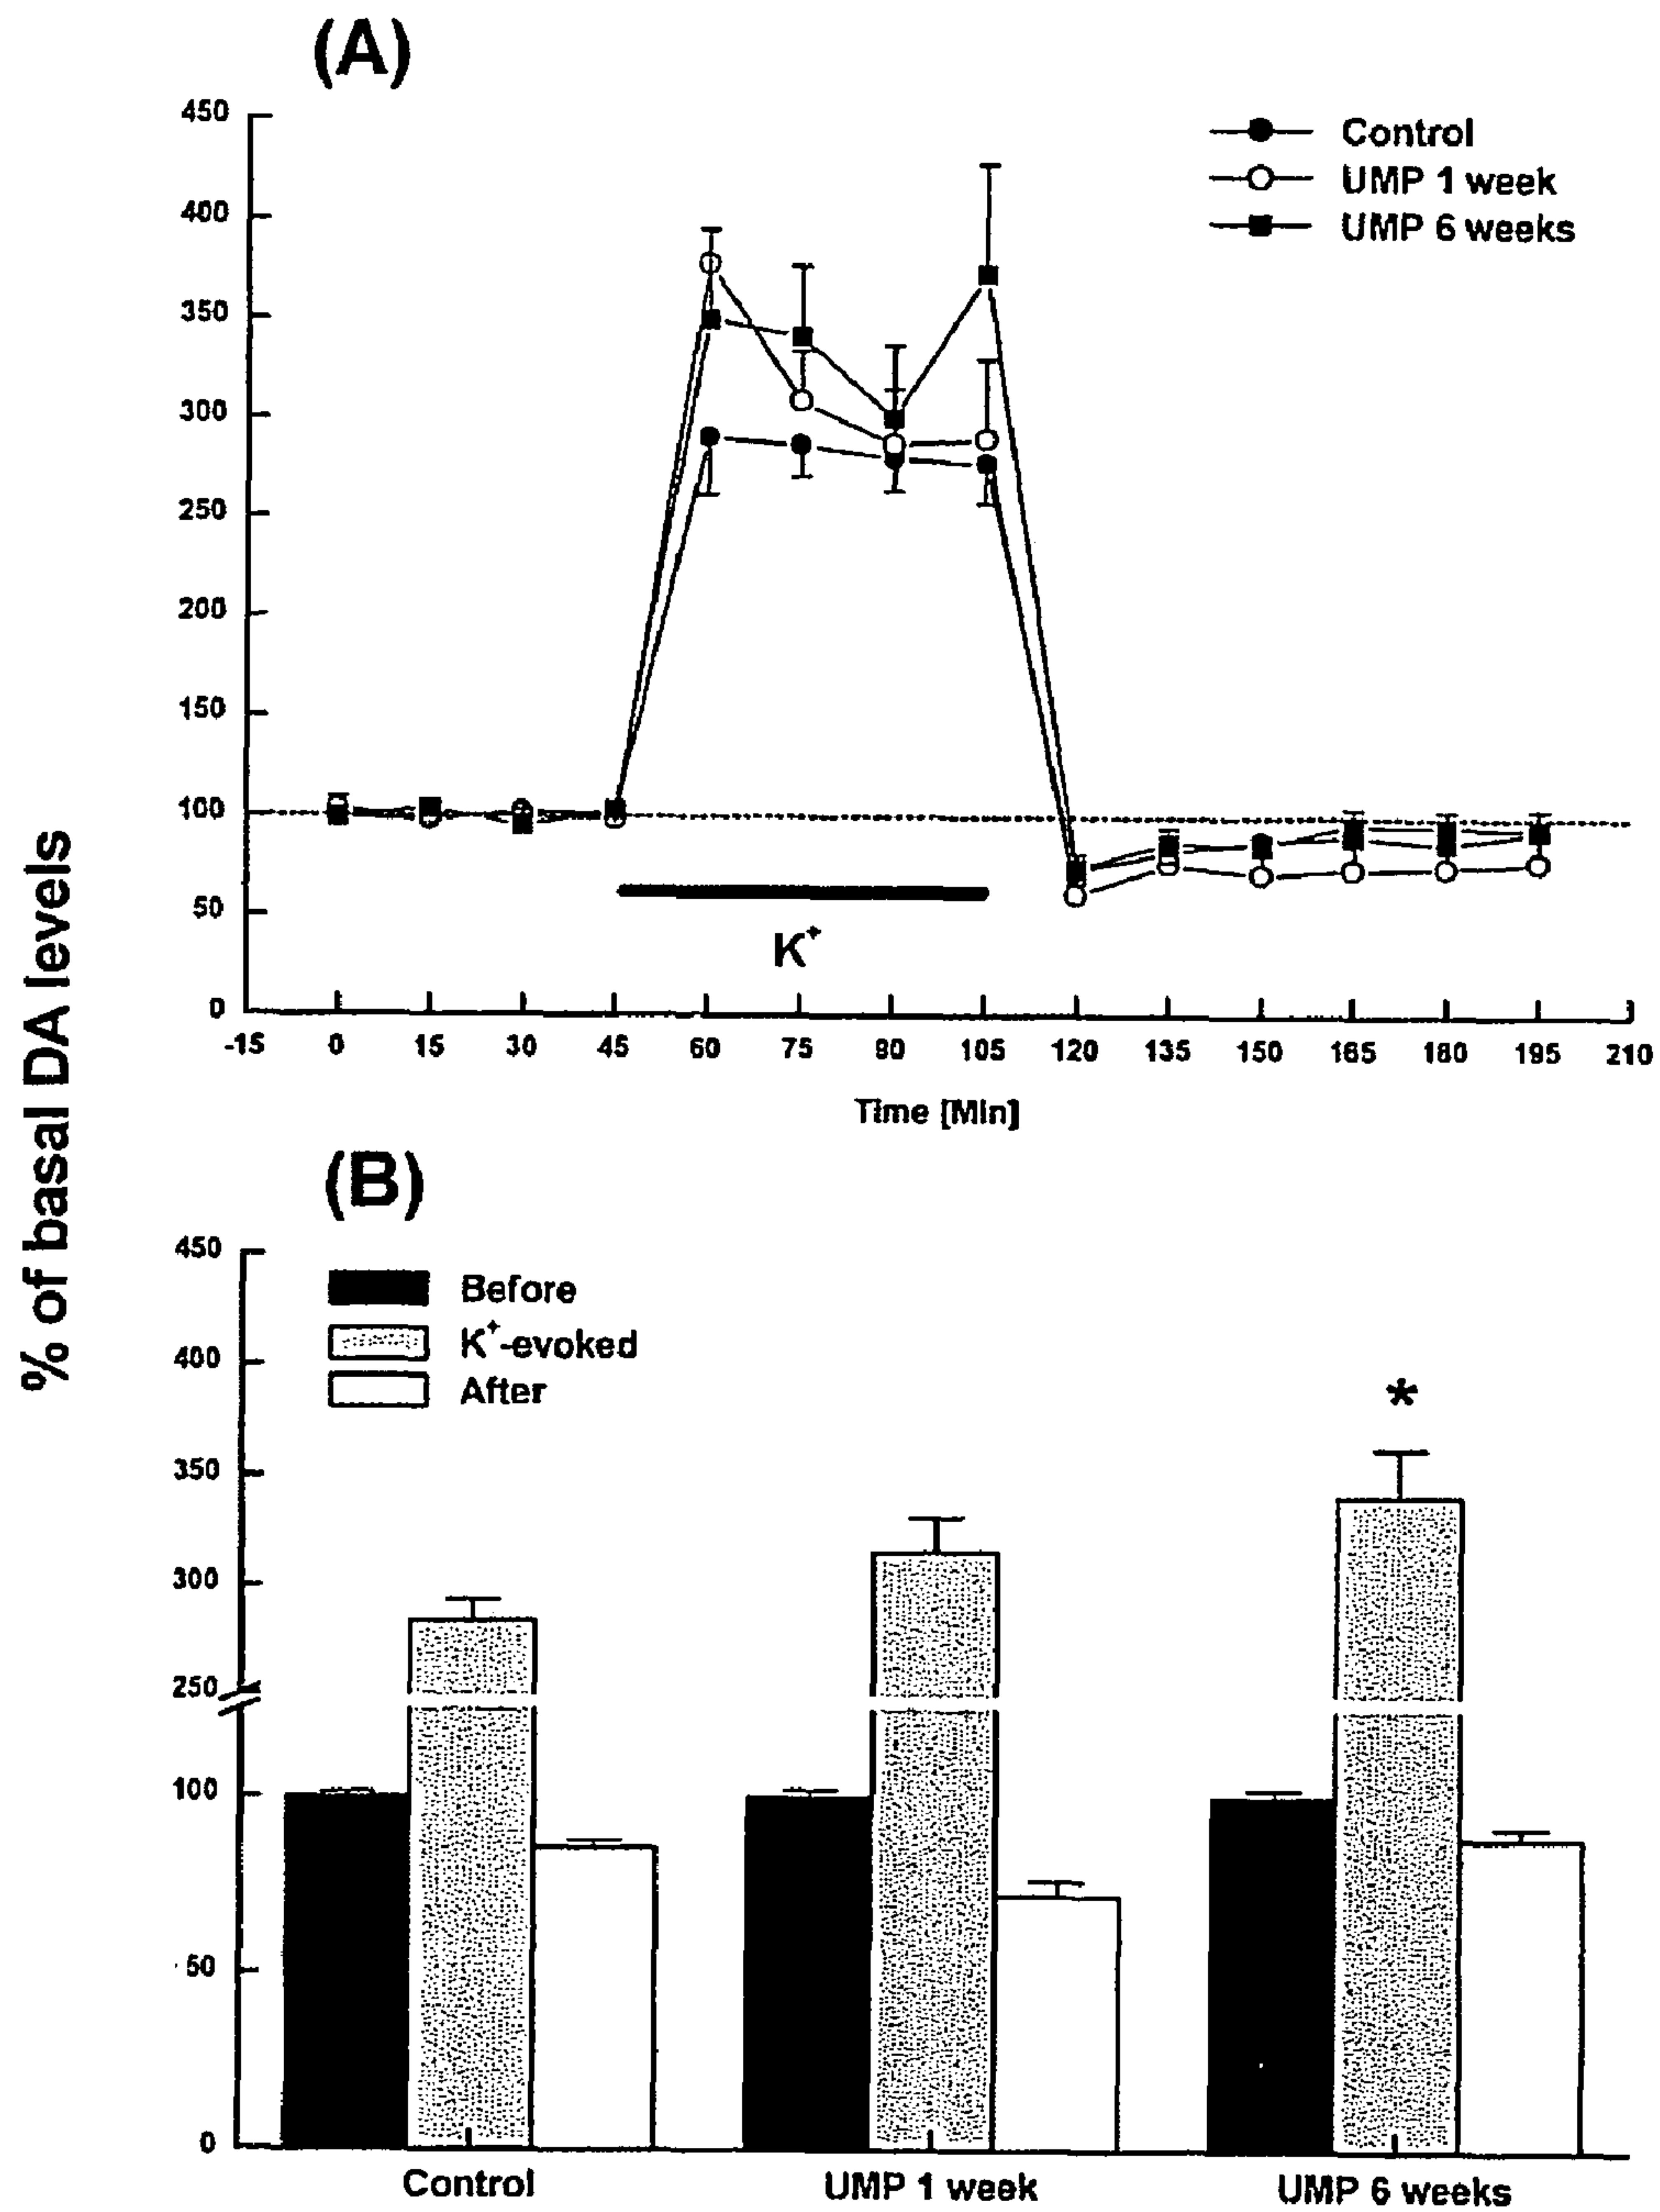 (A)
450
400
350
300
250
200
150
100
50
0
Control
UMP 1 week
UMP 6 weeks
K+
-15 0 15 30 45 60 75 90 105 120 135 150 165 180 195 210
Time [Min]
% of basal DA levels
(B)
450
400
350
300
250
100
50
0
Before
K+-evoked
After
*
Control UMP 1 week UMP 6 weeks